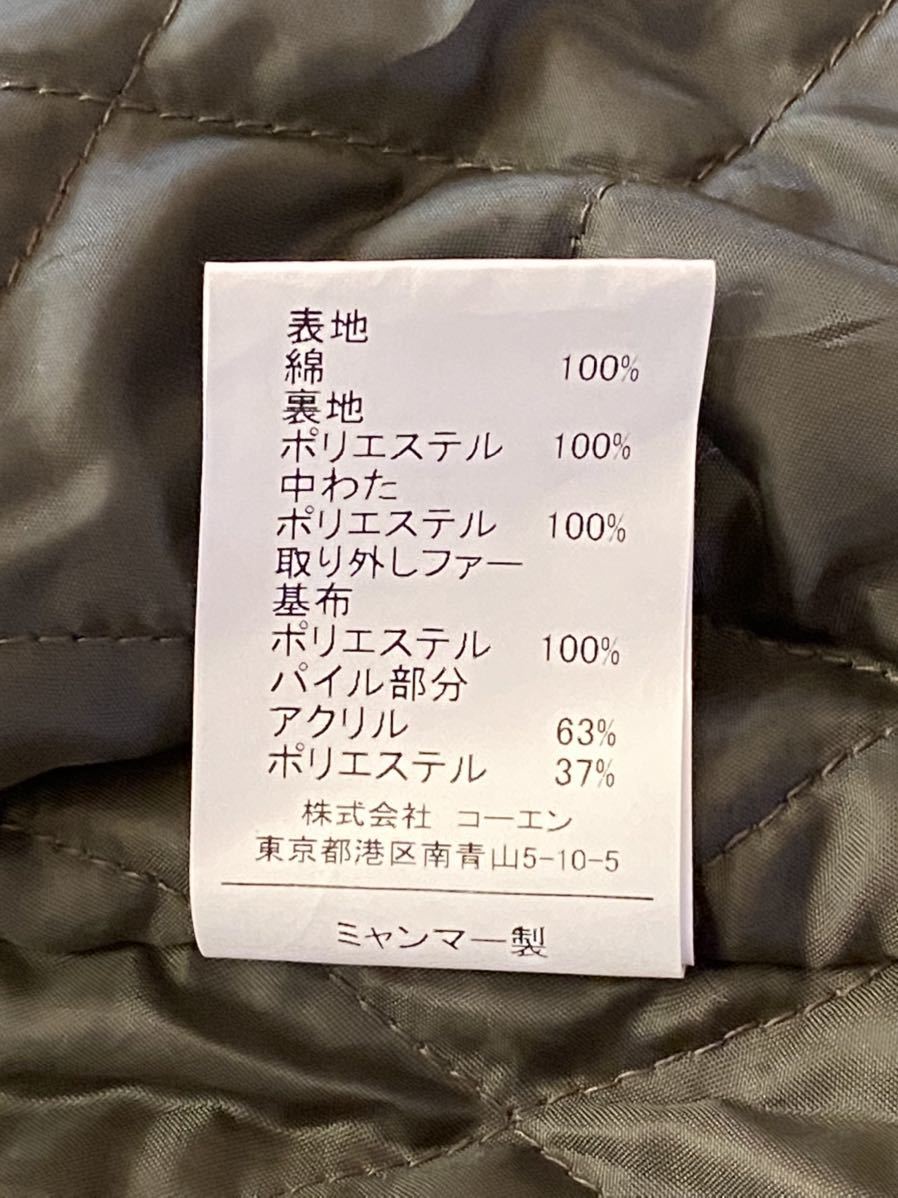 表地
綿 100%
裏地
ポリエステル 100%
中わた
ポリエステル 100%
取り外しファー
基布
ポリエステル 100%
パイル部分
アクリル 63%
ポリエステル 37%
株式会社 コーエン
東京都港区南青山5-10-5
ミャンマー製